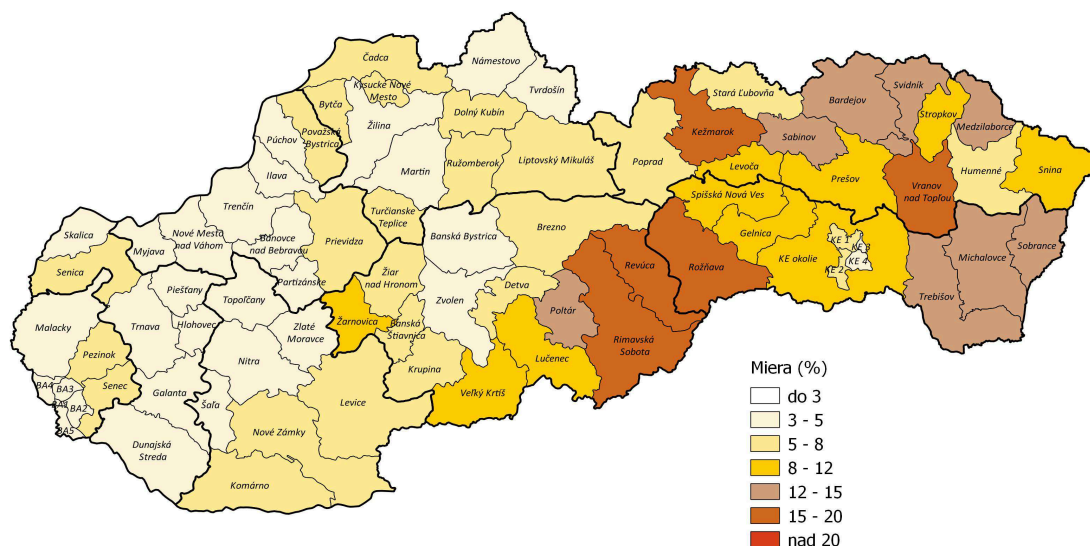 Čadca
Námestovo
Kysucké Nové
Mesto
Tvrdošín
Bytča
Stará Ľubovňa
Svidník
Bardejov
Dolný Kubín
Stropkov
Žilina
Kežmarok
Medzilaborce
Púchov
Považská
Bystrica
Sabinov
Ružomberok
Liptovský Mikuláš
Poprad
Levoča
Ilava
Martin
Prešov
Humenné
Snina
Vranov
nad Topľou
Spišská Nová Ves
Trenčín
Turčianske
Teplice
Brezno
Gelnica
Skalica
Nové Mesto
nad Váhom
Bánovce
nad Bebravou
Prievidza
Banská Bystrica
KE 1
KE 3
Myjava
Sobrance
KE okolie
KE 4
Michalovce
Senica
Revúca
Rožňava
KE 2
Žiar
nad Hronom
Partizánske
Piešťany
Detva
Topoľčany
Zvolen
Trebišov
Poltár
Malacky
Trnava
Hlohovec
Zlaté
Moravce
Žarnovica
Banská
Štiavnica
Rimavská
Sobota
Pezinok
Lučenec
Nitra
Krupina
Miera (%)
Senec
BA4
BA3
Galanta
Veľký Krtíš
do 3
BA1
BA2
Šaľa
Levice
3 - 5
BA5
Nové Zámky
5 - 8
Dunajská
Streda
8 - 12
Komárno
12 - 15
15 - 20
nad 20